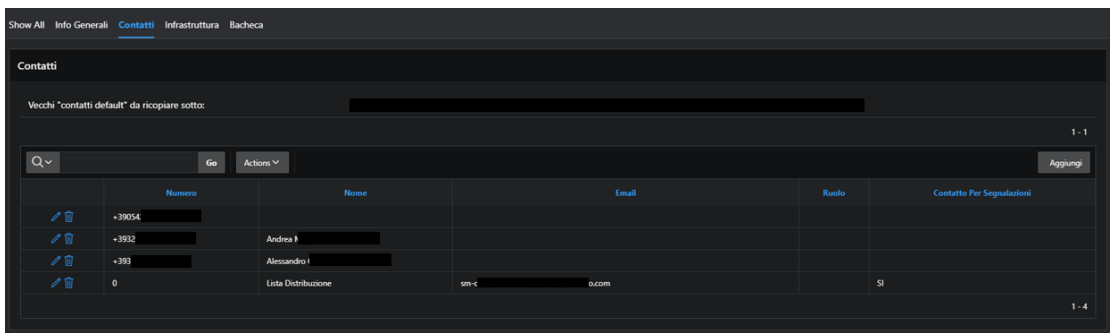 Show All Info Generali Contatti Infrastruttura Bacheca
Contatti
Vecchi "contatti default" da ricopiare sotto:
1 - 1
Go Actions Aggiungi
Numero Nome Email Ruolo Contatto Per Segnalazioni
+39054
+3932 Andrea M
+393 Alessandro
0 Lista Distribuzione sm- o.com SI
1 - 4